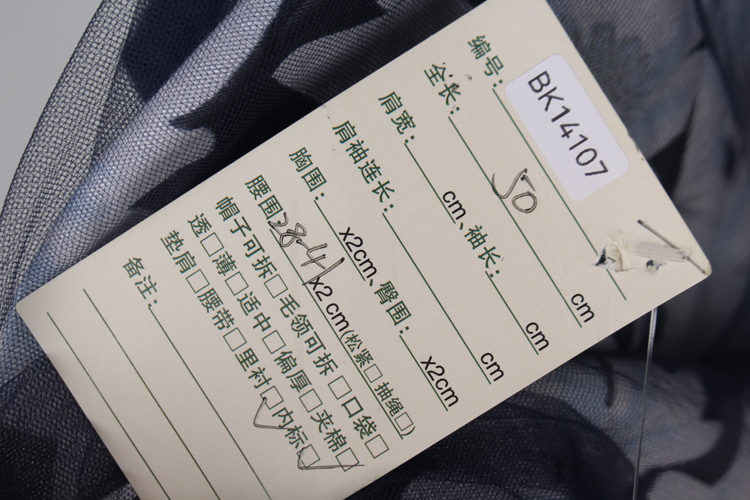 编号: BK14107
全长: 50 cm
肩宽: cm、袖长: cm
肩袖连长: cm
胸围: x2cm、臀围: x2cm
腰围 28-41 x2 cm (松紧□ 抽绳□)
帽子可拆□ 毛领可拆□ 口袋□
透□ 薄□ 适中□ 偏厚□ 夹棉□
垫肩□ 腰带□ 里衬□ 内标□
备注: